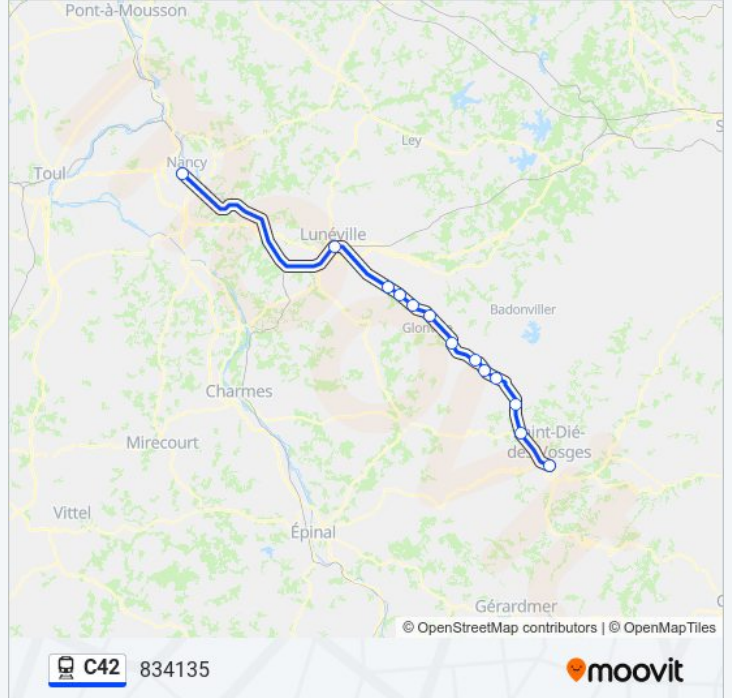 Pont-à-Mousson
Ley
Nancy
Toul
Lunéville
Badonviller
Charmes
Saint-Dié-
des Vosges
Mirecourt
Vittel
Épinal
Gérardmer
© OpenStreetMap contributors | © OpenMapTiles
C42 834135
moovit